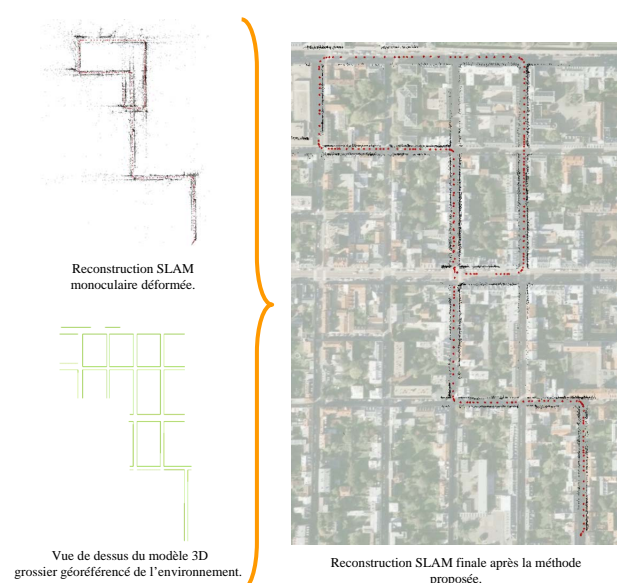 Reconstruction SLAM
monoculaire déformée.
Vue de dessus du modèle 3D
grossier géoréférencé de l'environnement.
Reconstruction SLAM finale après la méthode
proposée.